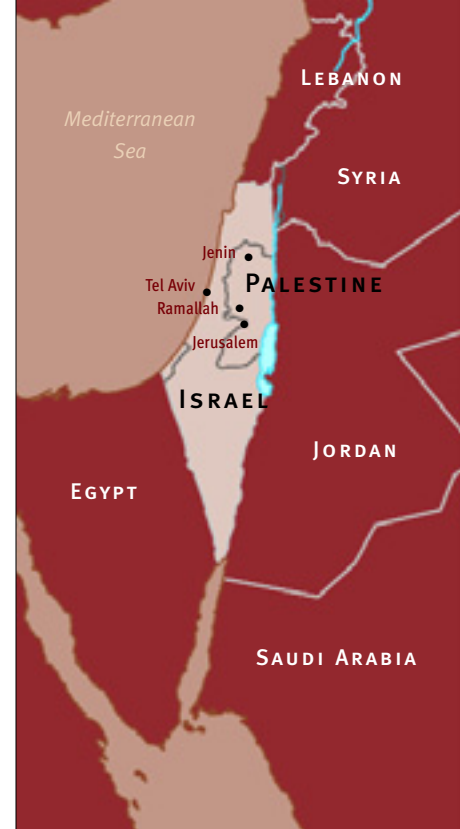 LEBANON
Mediterranean
Sea
SYRIA
Jenin
PALESTINE
Tel Aviv
Ramallah
Jerusalem
ISRAEL
JORDAN
EGYPT
SAUDI ARABIA